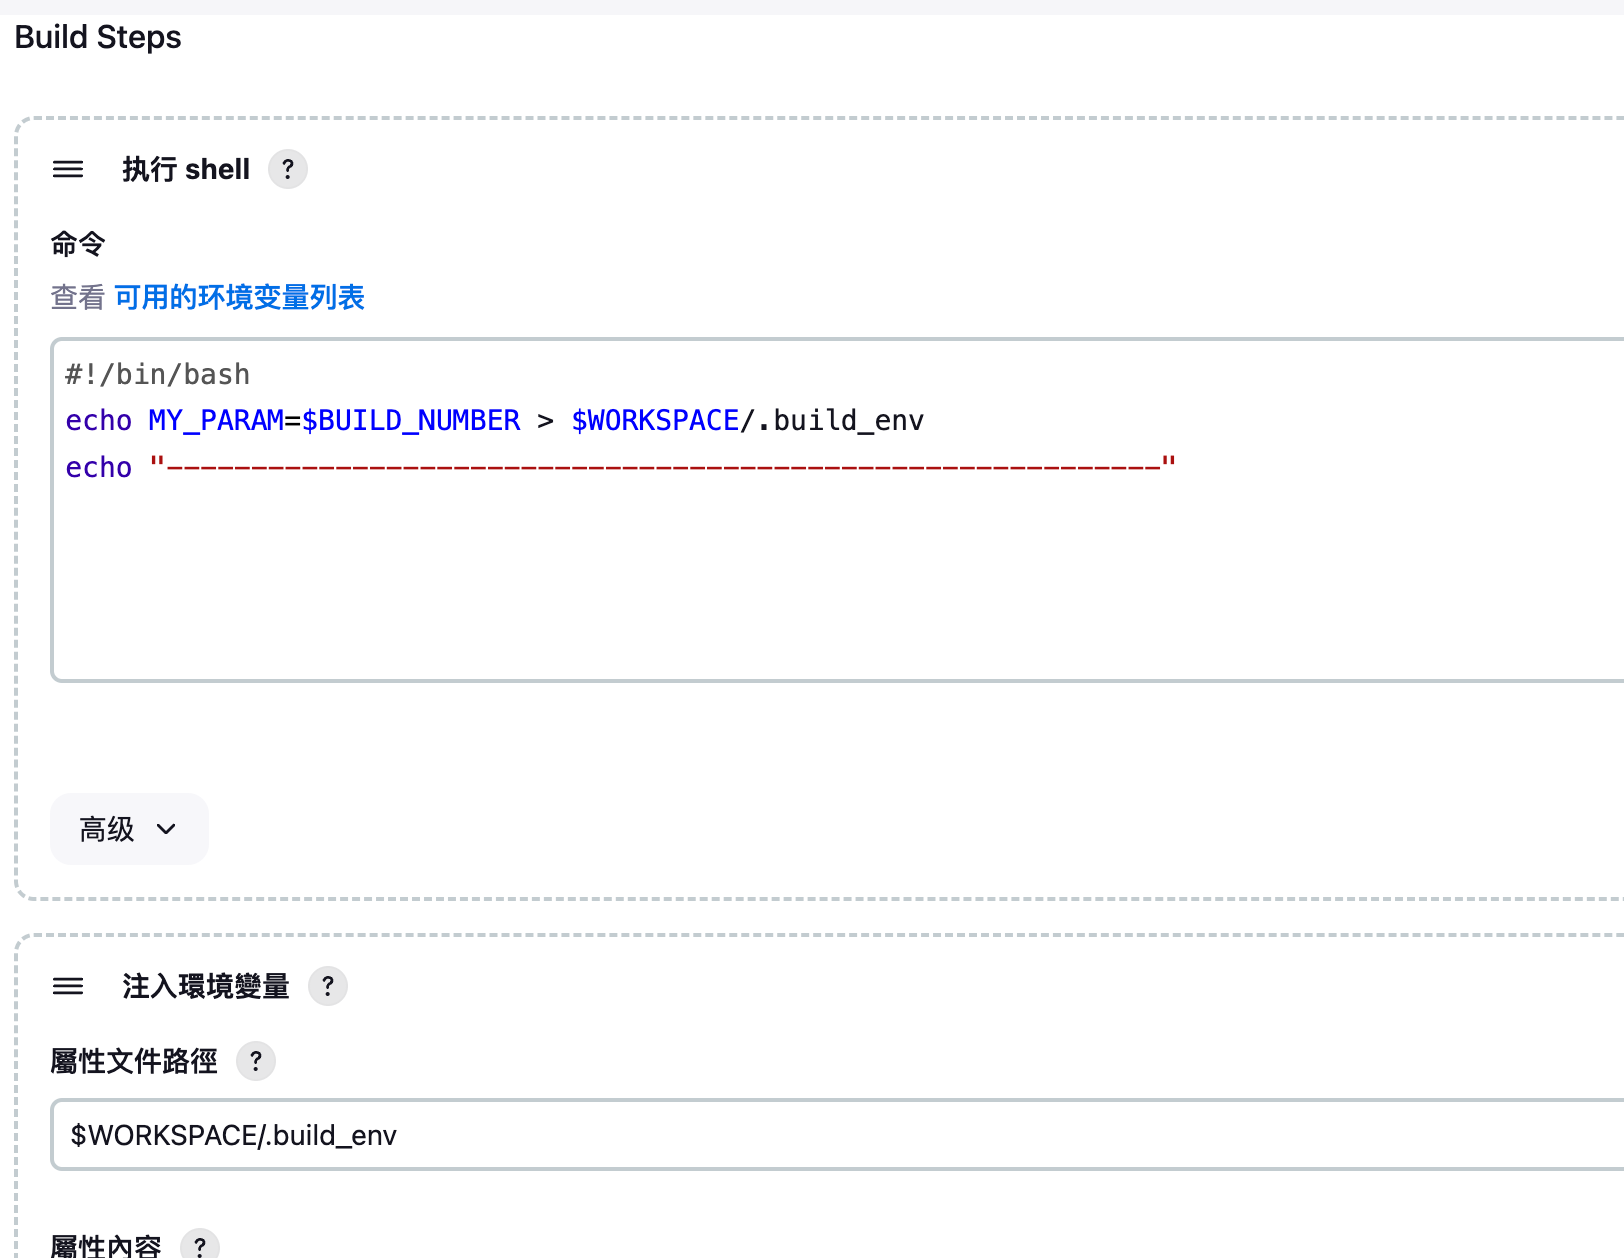 Build Steps
执行 shell ?
命令
查看 可用的环境变量列表
#!/bin/bash
echo MY_PARAM=$BUILD_NUMBER > $WORKSPACE/.build_env
echo "-----------------------------------------------------------"
高级
注入環境變量 ?
屬性文件路徑 ?
$WORKSPACE/.build_env
屬性內容 ?